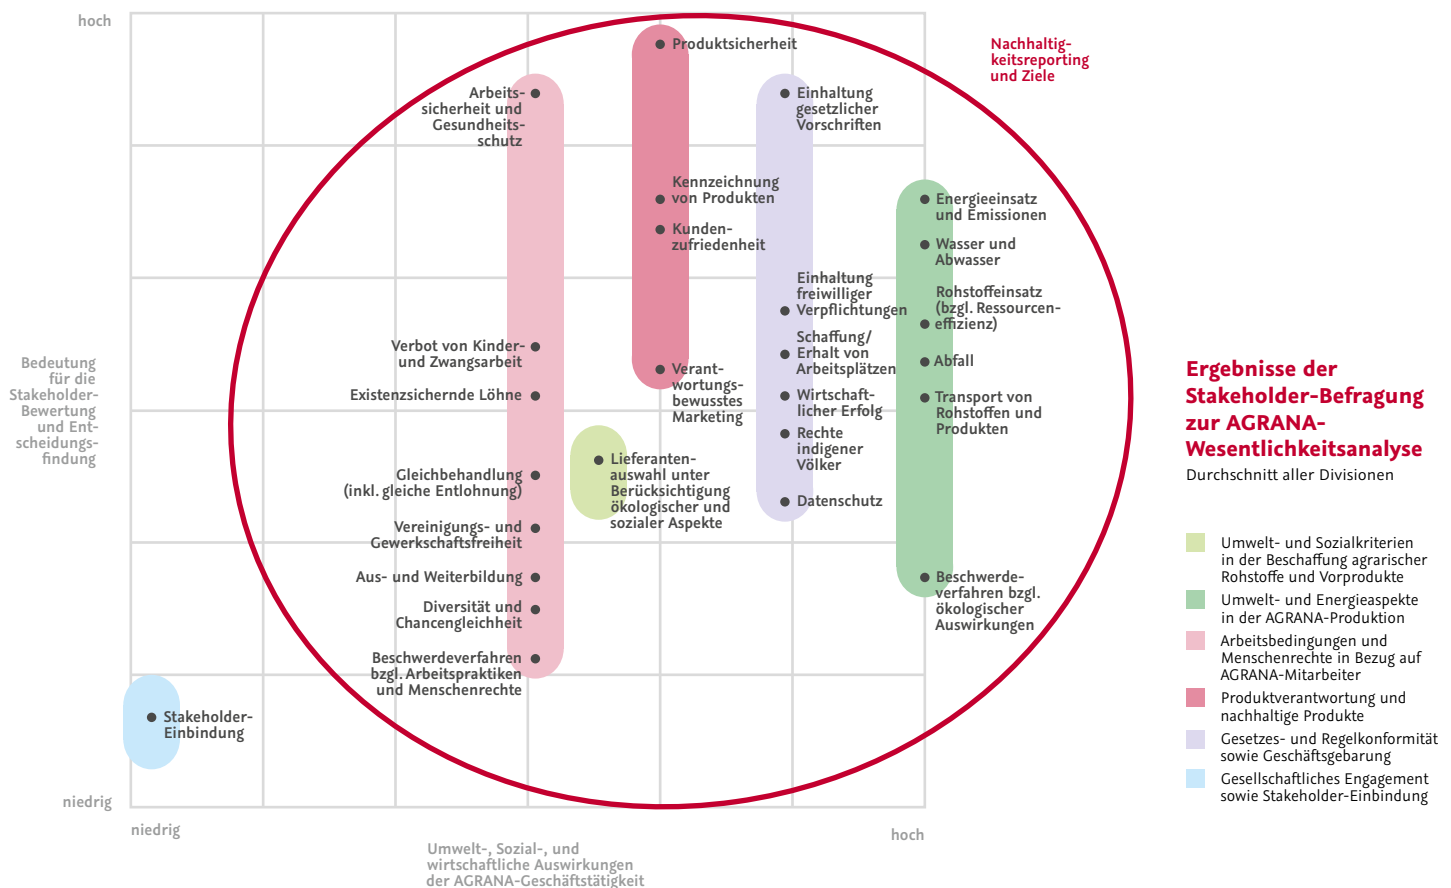 hoch
Nachhaltig-
keitsreporting
und Ziele
Produktsicherheit
Arbeits-
sicherheit und
Gesundheits-
schutz
Einhaltung
gesetzlicher
Vorschriften
Kennzeichnung
von Produkten
Kunden-
zufriedenheit
Energieeinsatz
und Emissionen
Wasser und
Abwasser
Einhaltung
freiwilliger
Verpflichtungen
Rohstoffeinsatz
(bzgl. Ressourcen-
effizienz)
Schaffung/
Erhalt von
Arbeitsplätzen
Abfall
Verbot von Kinder-
und Zwangsarbeit
Verant-
wortungs-
bewusstes
Marketing
Existenzsichernde Löhne
Wirtschaft-
licher Erfolg
Transport von
Rohstoffen und
Produkten
Rechte
indigener
Völker
Bedeutung
für die
Stakeholder-
Bewertung
und Ent-
scheidungs-
findung
Gleichbehandlung
(inkl. gleiche Entlohnung)
Lieferanten-
auswahl unter
Berücksichtigung
ökologischer und
sozialer Aspekte
Datenschutz
Vereinigungs- und
Gewerkschaftsfreiheit
Aus- und Weiterbildung
Diversität und
Chancengleichheit
Beschwerde-
verfahren bzgl.
ökologischer
Auswirkungen
Beschwerdeverfahren
bzgl. Arbeitspraktiken
und Menschenrechte
Stakeholder-
Einbindung
niedrig
niedrig
hoch
Umwelt-, Sozial-, und
wirtschaftliche Auswirkungen
der AGRANA-Geschäftstätigkeit
Ergebnisse der
Stakeholder-Befragung
zur AGRANA-
Wesentlichkeitsanalyse
Durchschnitt aller Divisionen
Umwelt- und Sozialkriterien
in der Beschaffung agrarischer
Rohstoffe und Vorprodukte
Umwelt- und Energieaspekte
in der AGRANA-Produktion
Arbeitsbedingungen und
Menschenrechte in Bezug auf
AGRANA-Mitarbeiter
Produktverantwortung und
nachhaltige Produkte
Gesetzes- und Regelkonformität
sowie Geschäftsgebarung
Gesellschaftliches Engagement
sowie Stakeholder-Einbindung